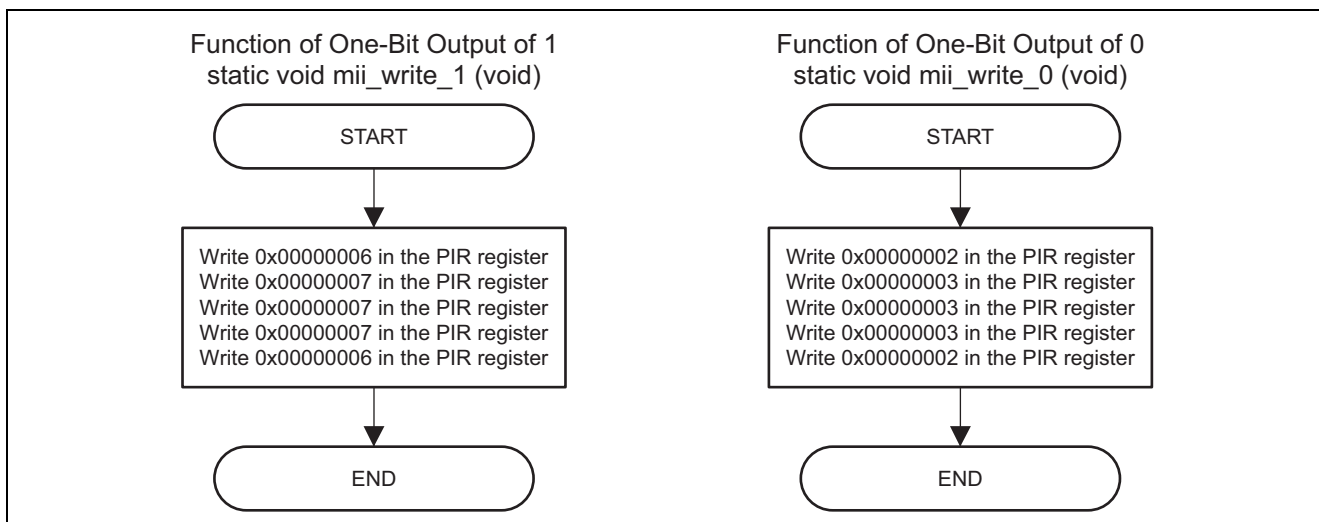 Function of One-Bit Output of 1
static void mii_write_1 (void)
START
Write 0x00000006 in the PIR register
Write 0x00000007 in the PIR register
Write 0x00000007 in the PIR register
Write 0x00000007 in the PIR register
Write 0x00000006 in the PIR register
END
Function of One-Bit Output of 0
static void mii_write_0 (void)
START
Write 0x00000002 in the PIR register
Write 0x00000003 in the PIR register
Write 0x00000003 in the PIR register
Write 0x00000003 in the PIR register
Write 0x00000002 in the PIR register
END